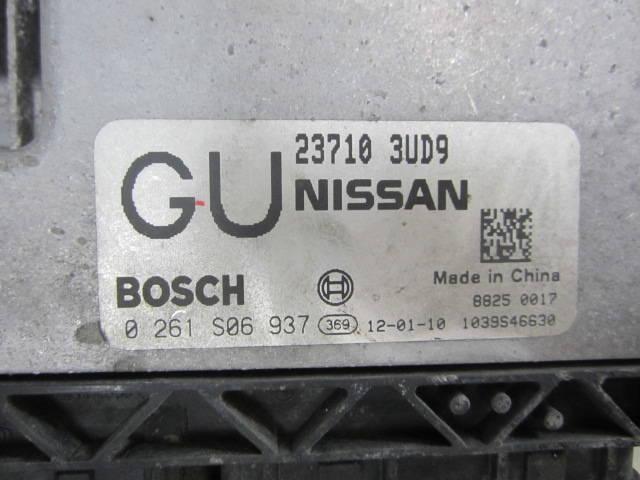 23710 3UD9
GU NISSAN
Made in China
BOSCH
8825 0017
0 261 S06 937 369 12-01-10 1039S46630